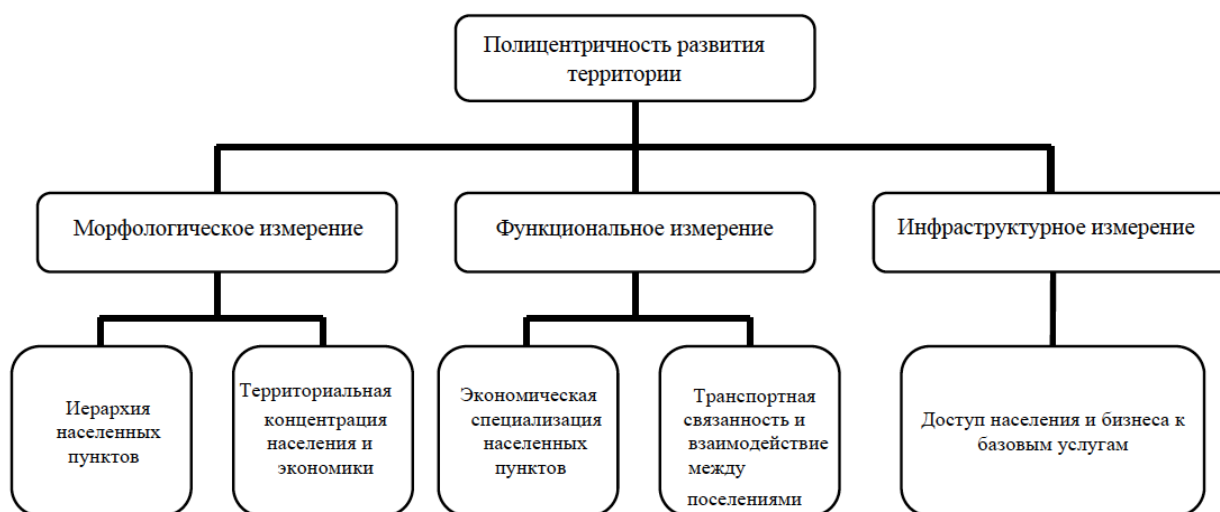 Полицентричность развития
территории
Морфологическое измерение
Функциональное измерение
Инфраструктурное измерение
Иерархия
населенных
пунктов
Территориальная
концентрация
населения и
экономики
Экономическая
специализация
населенных
пунктов
Транспортная
связанность и
взаимодействие
между
поселениями
Доступ населения и бизнеса к
базовым услугам